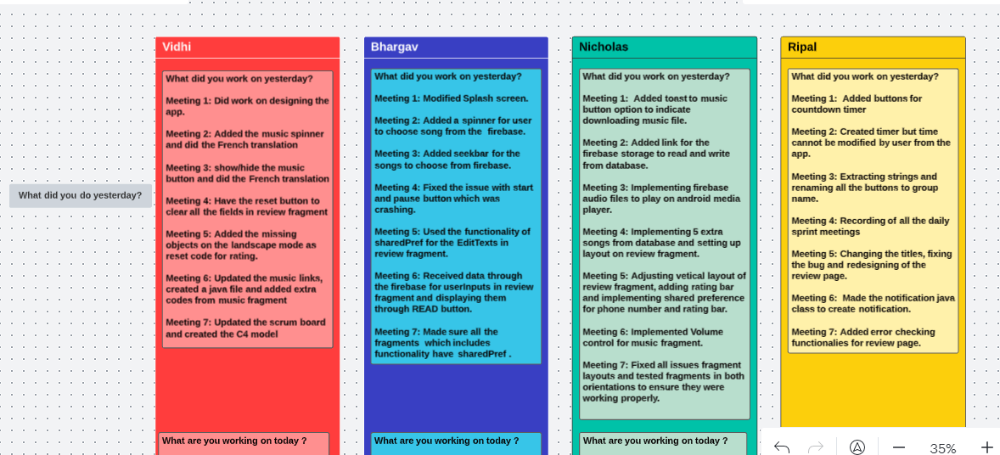 Vidhi
What did you work on yesterday?
Meeting 1: Did work on designing the
app.
Meeting 2: Added the music spinner
and did the French translation
Meeting 3: show/hide the music
button and did the French translation
Meeting 4: Have the reset button to
clear all the fields in review fragment
Meeting 5: Added the missing
objects on the landscape mode as
reset code for rating.
Meeting 6: Updated the music links,
created a java file and added extra
codes from music fragment
Meeting 7: Updated the scrum board
and created the C4 model
What are you working on today ?
Bhargav
What did you work on yesterday?
Meeting 1: Modified Splash screen.
Meeting 2: Added a spinner for user
to choose song from the firebase.
Meeting 3: Added seekbar for the
songs to choose from firebase.
Meeting 4: Fixed the issue with start
and pause button which was
crashing.
Meeting 5: Used the functionality of
sharedPref for the EditTexts in
review fragment.
Meeting 6: Received data through
the firebase for userInputs in review
fragment and displaying them
through READ button.
Meeting 7: Made sure all the
fragments which includes
functionality have sharedPref .
What are you working on today ?
Nicholas
What did you work on yesterday?
Meeting 1: Added toast to music
button option to indicate
downloading music file.
Meeting 2: Added link for the
firebase storage to read and write
from database.
Meeting 3: Implementing firebase
audio files to play on android media
player.
Meeting 4: Implementing 5 extra
songs from database and setting up
layout on review fragment.
Meeting 5: Adjusting vetical layout of
review fragment, adding rating bar
and implementing shared preference
for phone number and rating bar.
Meeting 6: Implemented Volume
control for music fragment.
Meeting 7: Fixed all issues fragment
layouts and tested fragments in both
orientations to ensure they were
working properly.
What are you working on today ?
Ripal
What did you work on yesterday?
Meeting 1: Added buttons for
countdown timer
Meeting 2: Created timer but time
cannot be modified by user from the
app.
Meeting 3: Extracting strings and
renaming all the buttons to group
name.
Meeting 4: Recording of all the daily
sprint meetings
Meeting 5: Changing the titles, fixing
the bug and redesigning of the
review page.
Meeting 6: Made the notification java
class to create notification.
Meeting 7: Added error checking
functionalies for review page.
What did you do yesterday?
35%